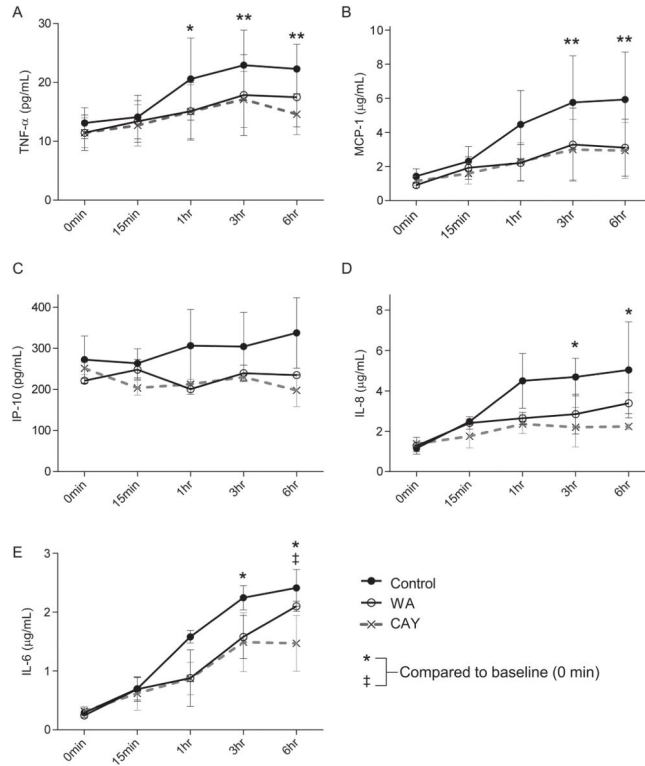 A
TNF-α (pg/mL)
30
20
10
0
* ** **
0min 15min 1hr 3hr 6hr
B
MCP-1 (µg/mL)
10
8
6
4
2
0
** **
0min 15min 1hr 3hr 6hr
C
IP-10 (pg/mL)
400
300
200
100
0
0min 15min 1hr 3hr 6hr
D
IL-8 (µg/mL)
8
6
4
2
0
* *
0min 15min 1hr 3hr 6hr
E
IL-6 (µg/mL)
3
2
1
0
* *
‡
0min 15min 1hr 3hr 6hr
Control
WA
CAY
*
‡
Compared to baseline (0 min)